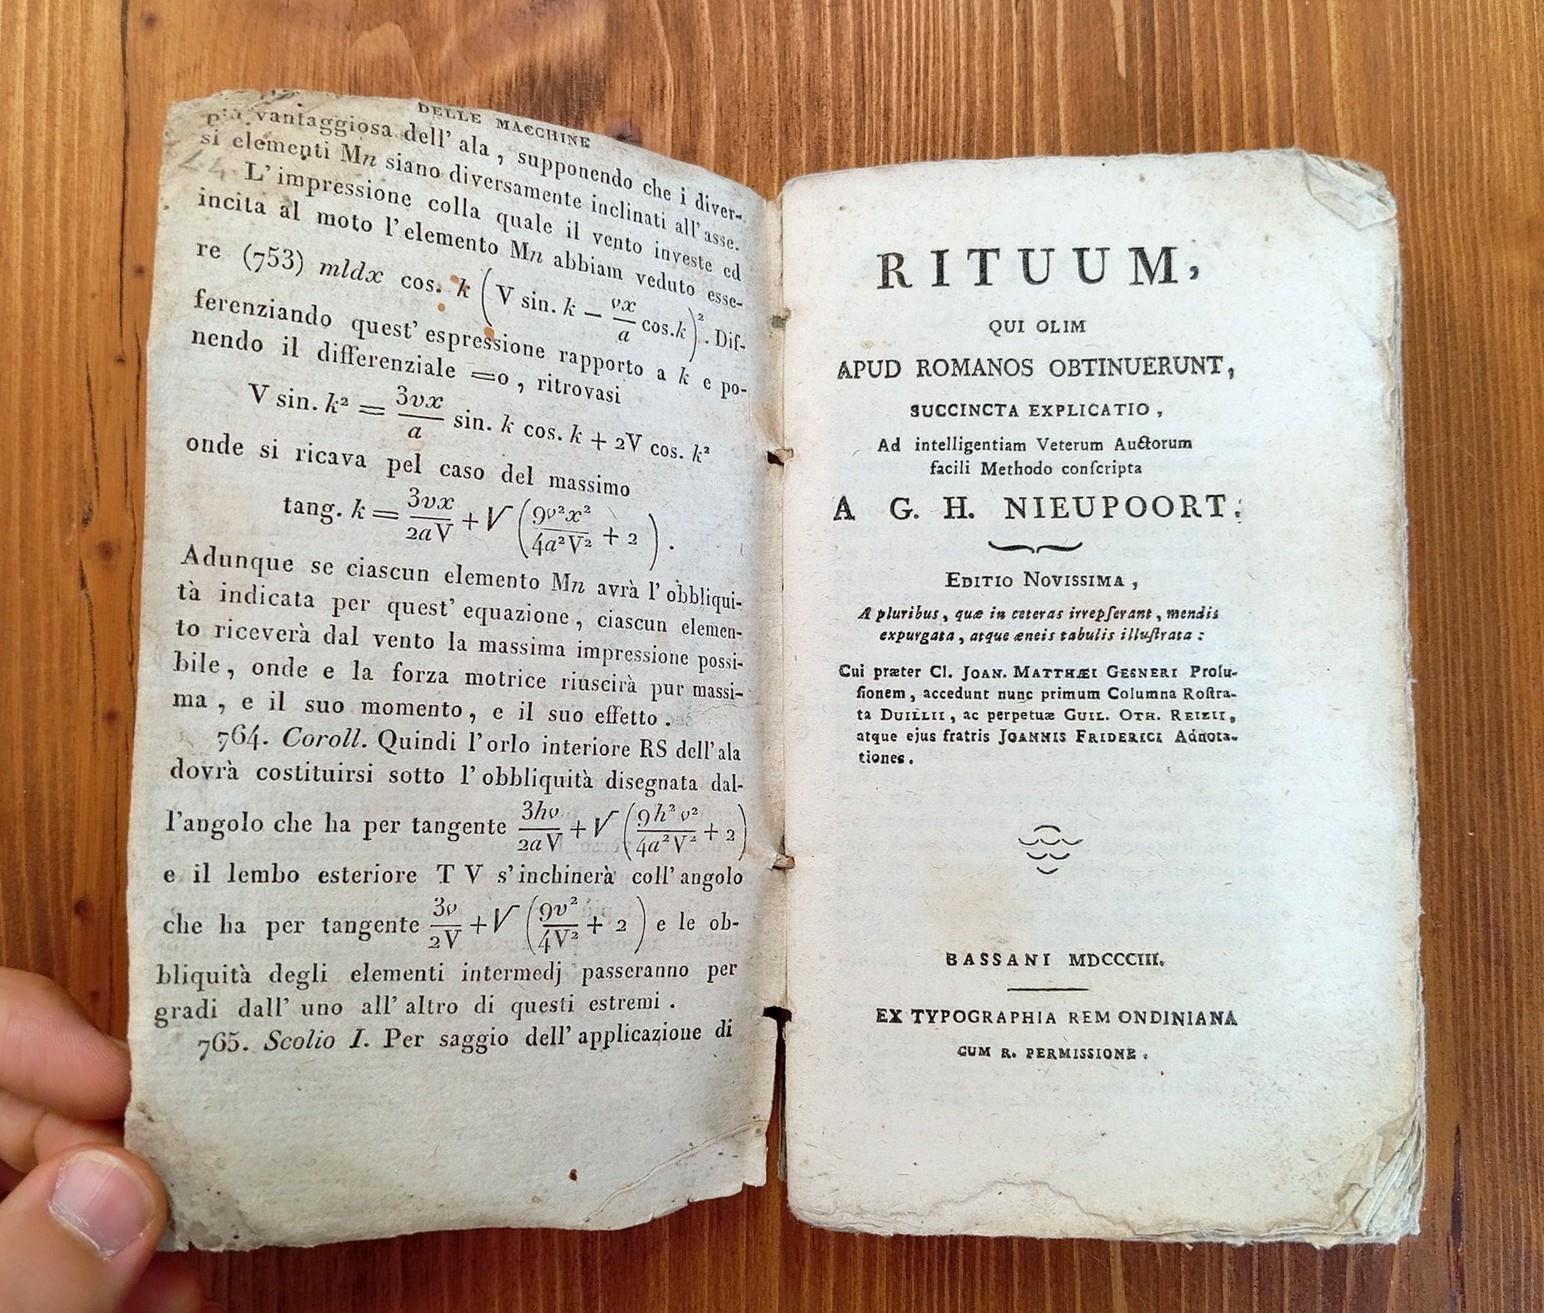 DELLE MACCHINE
più vantaggiosa dell' ala , supponendo che i diver-
si elementi Mn siano diversamente inclinati all' asse.
L' impressione colla quale il vento investe ed
incita al moto l' elemento Mn abbiam veduto esse-
re (753) mldx cos. k ( V sin. k — vx/a cos.k )². Dif-
ferenziando quest' espressione rapporto a k e po-
nendo il differenziale =0 , ritrovasi
V sin. k² = 3vx/a sin. k cos. k + 2V cos. k²
onde si ricava pel caso del massimo
tang. k = 3vx/2aV + √ ( 9v²x²/4a²V² + 2 ) .
Adunque se ciascun elemento Mn avrà l' obbliqui-
tà indicata per quest' equazione , ciascun elemen-
to riceverà dal vento la massima impressione possi-
bile , onde e la forza motrice riuscirà pur massi-
ma , e il suo momento , e il suo effetto .
764. Coroll. Quindi l' orlo interiore RS dell' ala
dovrà costituirsi sotto l' obbliquità disegnata dal-
l'angolo che ha per tangente 3hv/2aV + √ ( 9h²v²/4a²V² + 2 )
e il lembo esteriore T V s' inchinerà coll' angolo
che ha per tangente 3v/2V + √ ( 9v²/4V² + 2 ) e le ob-
bliquità degli elementi intermedj passeranno per
gradi dall' uno all' altro di questi estremi .
765. Scolio I. Per saggio dell' applicazione di
RITUUM,
QUI OLIM
APUD ROMANOS OBTINUERUNT,
SUCCINCTA EXPLICATIO ,
Ad intelligentiam Veterum Auctorum
facili Methodo conſcripta
A G. H. NIEUPOORT.
EDITIO NOVISSIMA ,
A pluribus , quæ in ceteras irrepſerant , mendis
expurgata , atque æneis tabulis illuſtrata :
Cui præter Cl. JOAN. MATTHÆI GESNERI Proluſ-
ſionem , accedunt nunc primum Columna Roſtra-
ta DUILLII , ac perpetuæ GUIL. OTH. REIZII ,
atque ejus fratris JOANNIS FRIDERICI Adnota-
tiones .
BASSANI MDCCCIII.
EX TYPOGRAPHIA REMONDINIANA
CUM R. PERMISSIONE .